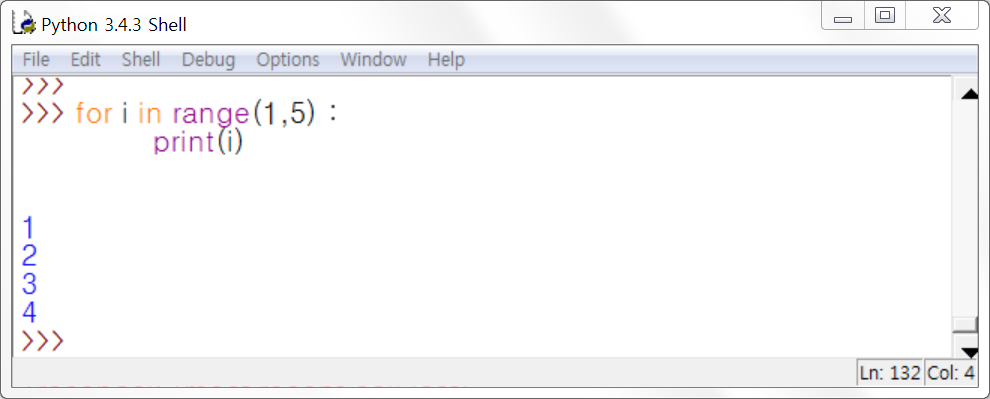 Python 3.4.3 Shell
File Edit Shell Debug Options Window Help
>>>
>>> for i in range(1,5) :
print(i)
1
2
3
4
>>>
Ln: 132 Col: 4